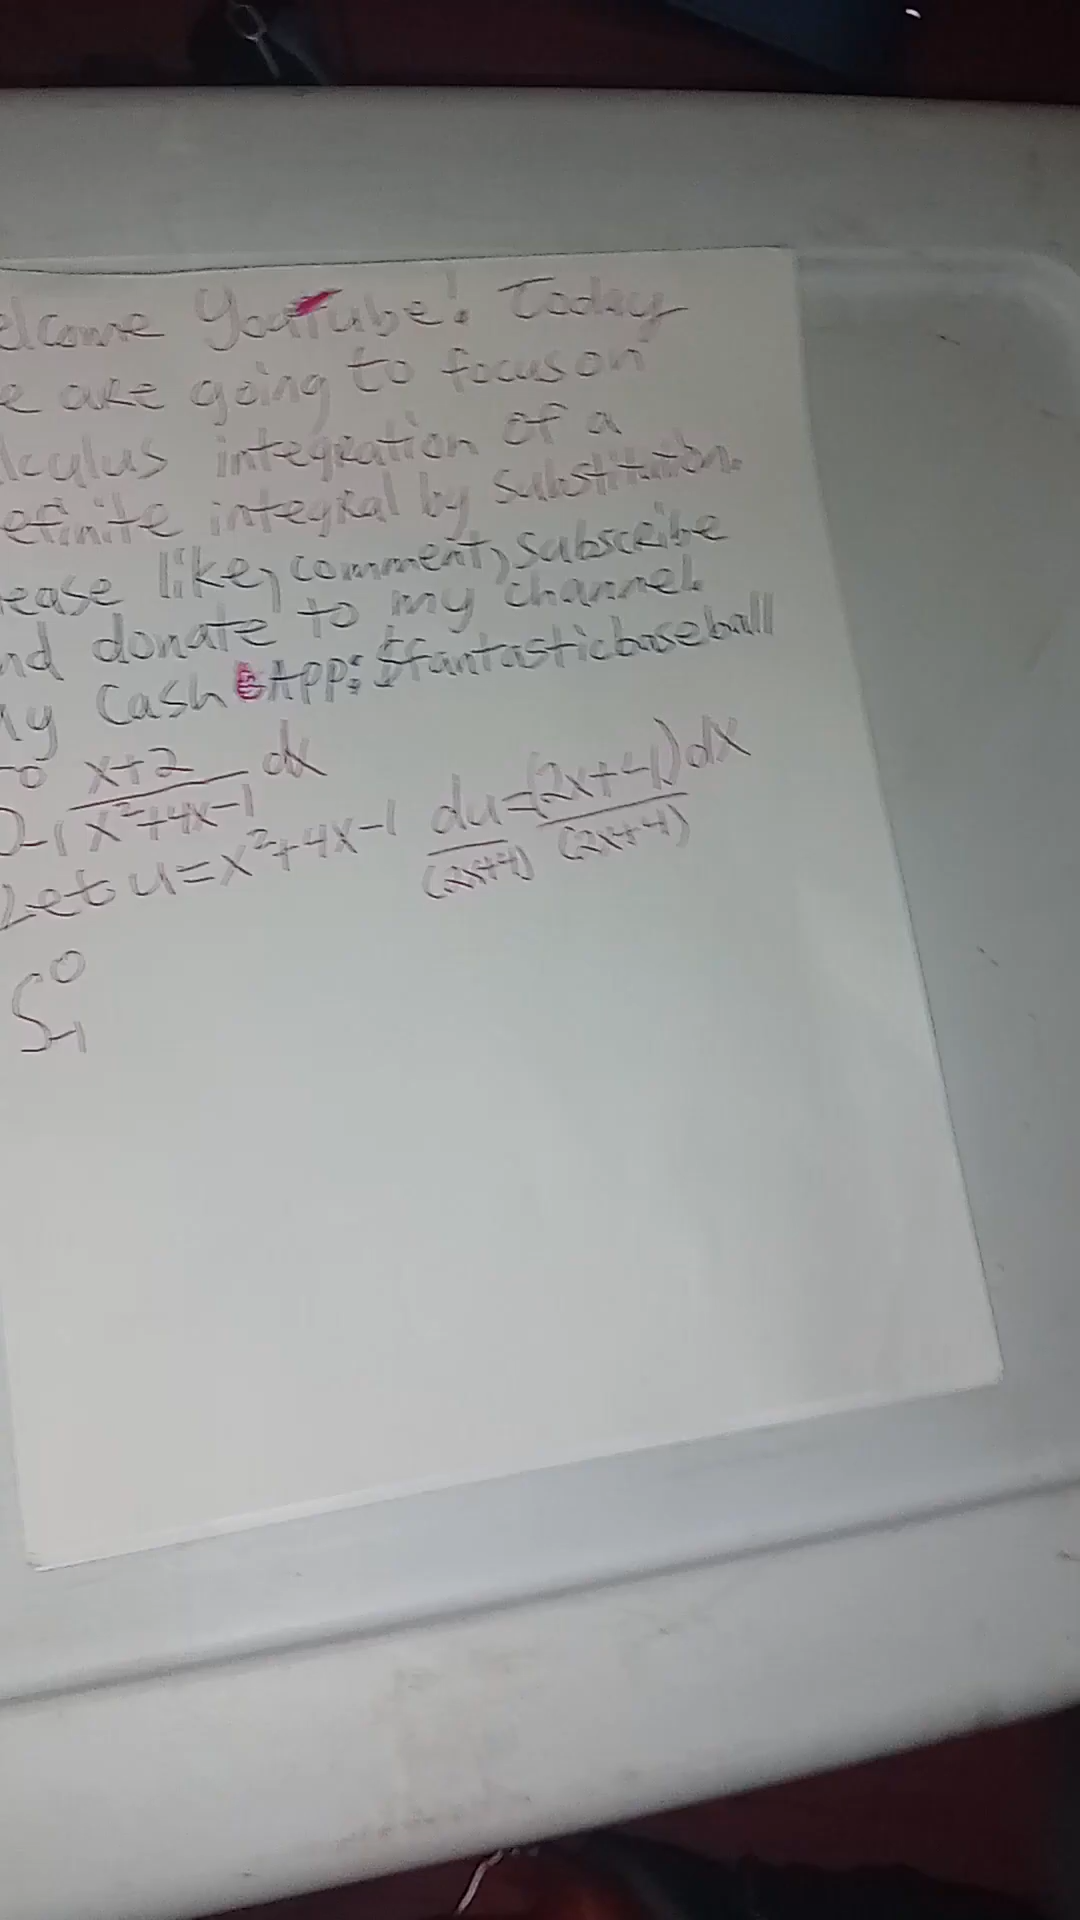 elcome YouTube! Today
e are going to focus on
lculus integration of a
efinite integral by substitution.
ease like, comment, subscribe
nd donate to my channel.
y Cash App: $fantasticbaseball
∫_-1^0 x+2/x²+4x-1 dx
Let u=x²+4x-1 du/(2x+4)=(2x+4)dx/(2x+4)
∫_-1^0